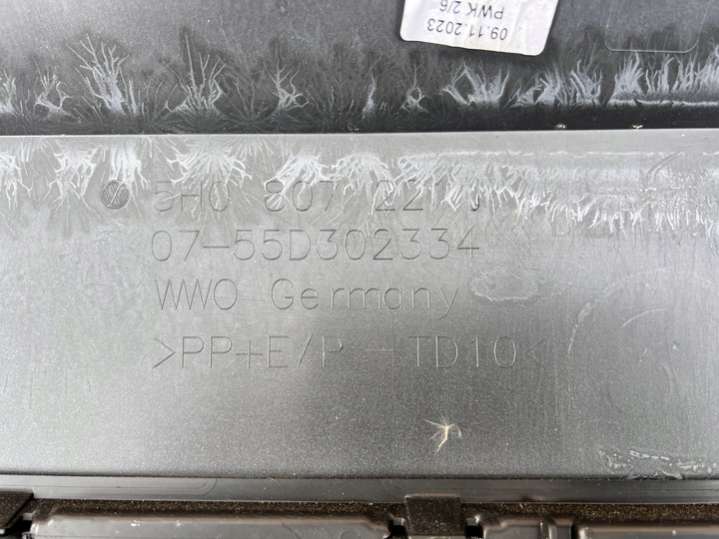 09.11.2023
PWK 2/6
5H0 807 221 J
07-55D302334
WWO Germany
>PP+E/P - TD10<